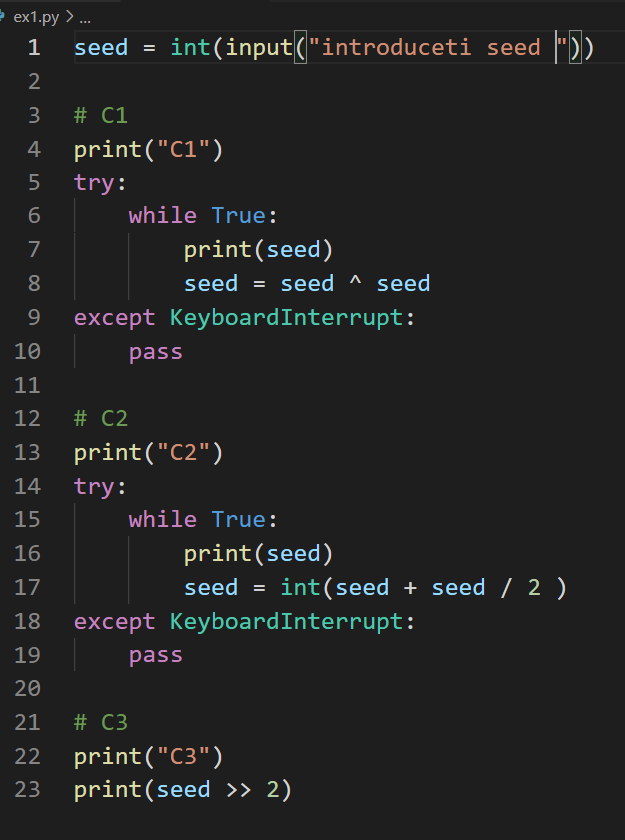 ex1.py > ...
1 seed = int(input("introduceti seed "))
2
3 # C1
4 print("C1")
5 try:
6     while True:
7         print(seed)
8         seed = seed ^ seed
9 except KeyboardInterrupt:
10     pass
11
12 # C2
13 print("C2")
14 try:
15     while True:
16         print(seed)
17         seed = int(seed + seed / 2 )
18 except KeyboardInterrupt:
19     pass
20
21 # C3
22 print("C3")
23 print(seed >> 2)